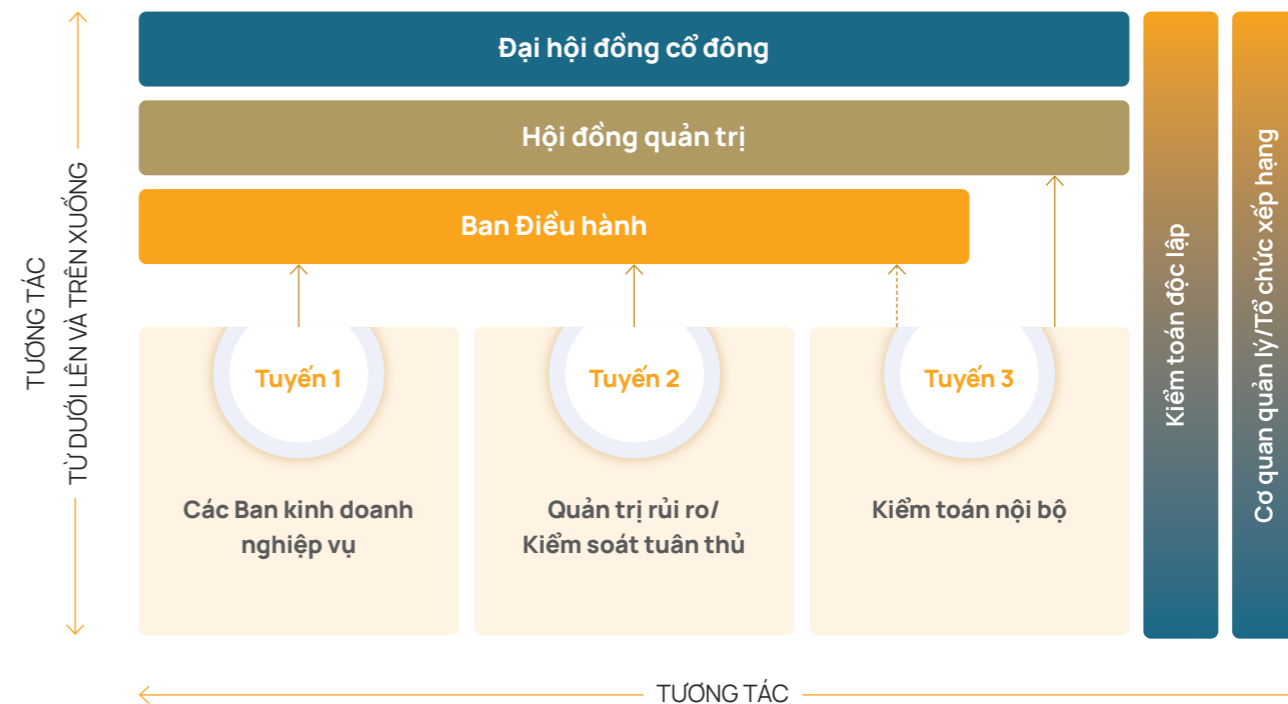 Đại hội đồng cổ đông
Hội đồng quản trị
Ban Điều hành
TƯƠNG TÁC
TỪ DƯỚI LÊN VÀ TRÊN XUỐNG
Tuyến 1
Các Ban kinh doanh
nghiệp vụ
Tuyến 2
Quản trị rủi ro/
Kiểm soát tuân thủ
Tuyến 3
Kiểm toán nội bộ
Kiểm toán độc lập
Cơ quan quản lý/Tổ chức xếp hạng
TƯƠNG TÁC